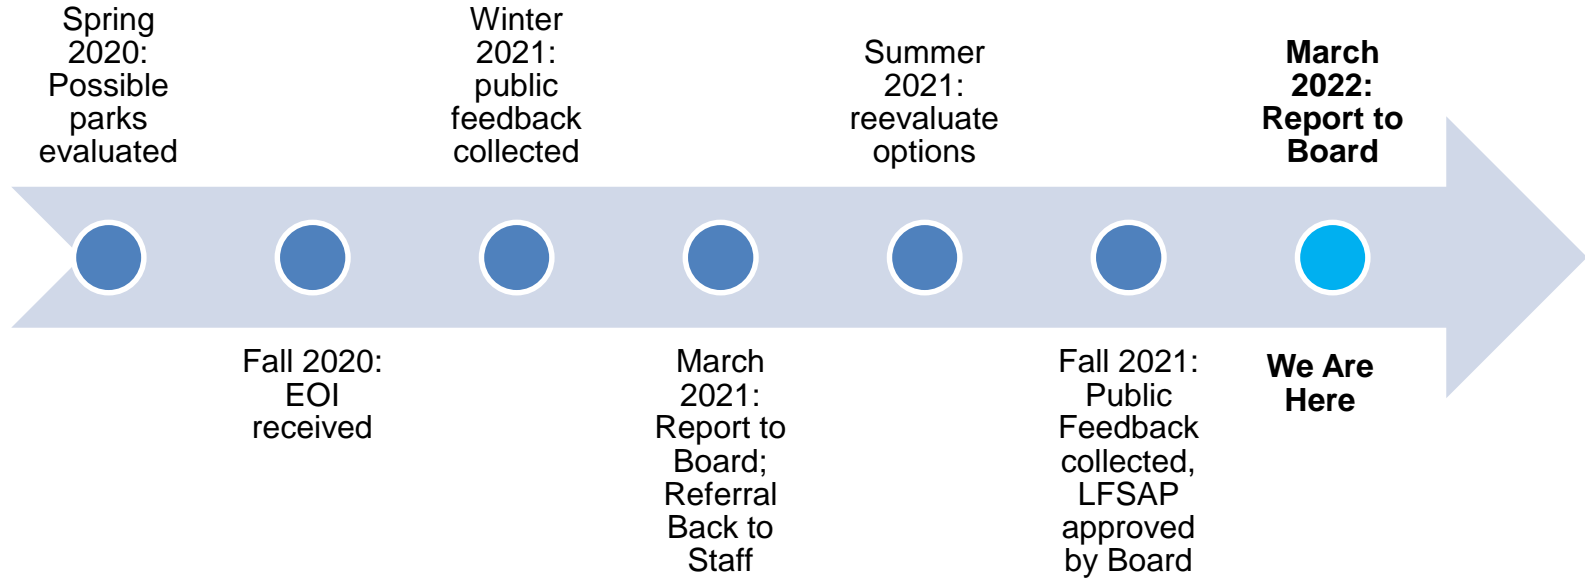 Spring
2020:
Possible
parks
evaluated
Fall 2020:
EOI
received
Winter
2021:
public
feedback
collected
March
2021:
Report to
Board;
Referral
Back to
Staff
Summer
2021:
reevaluate
options
Fall 2021:
Public
Feedback
collected,
LFSAP
approved
by Board
March
2022:
Report to
Board
We Are
Here